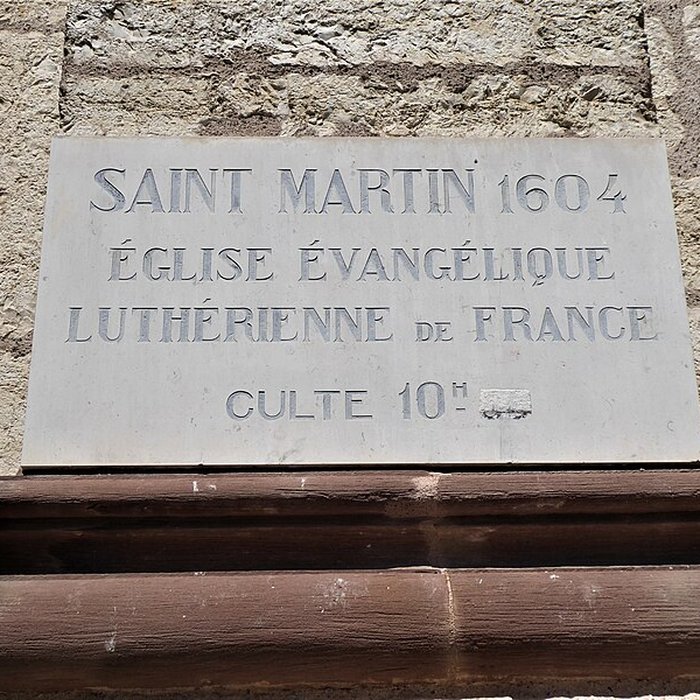 SAINT MARTIN 1604
ÉGLISE ÉVANGÉLIQUE
LUTHÉRIENNE DE FRANCE
CULTE 10H